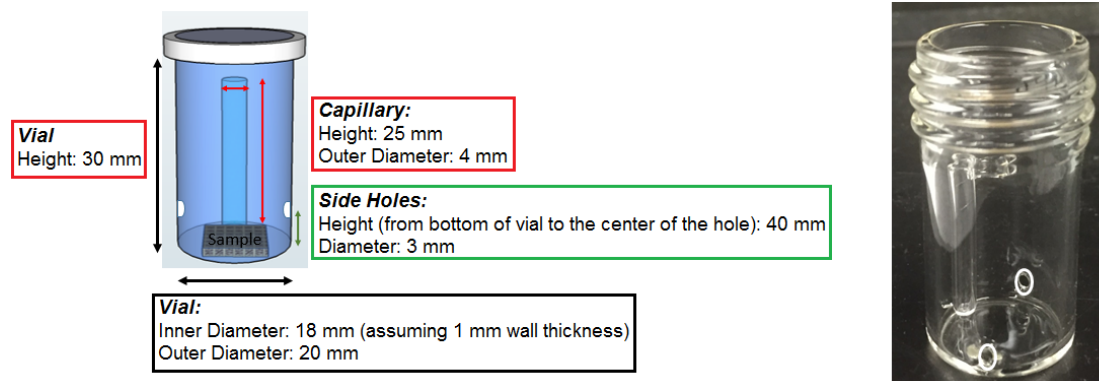 Vial
Height: 30 mm
Capillary:
Height: 25 mm
Outer Diameter: 4 mm
Side Holes:
Height (from bottom of vial to the center of the hole): 40 mm
Diameter: 3 mm
Sample
Vial:
Inner Diameter: 18 mm (assuming 1 mm wall thickness)
Outer Diameter: 20 mm